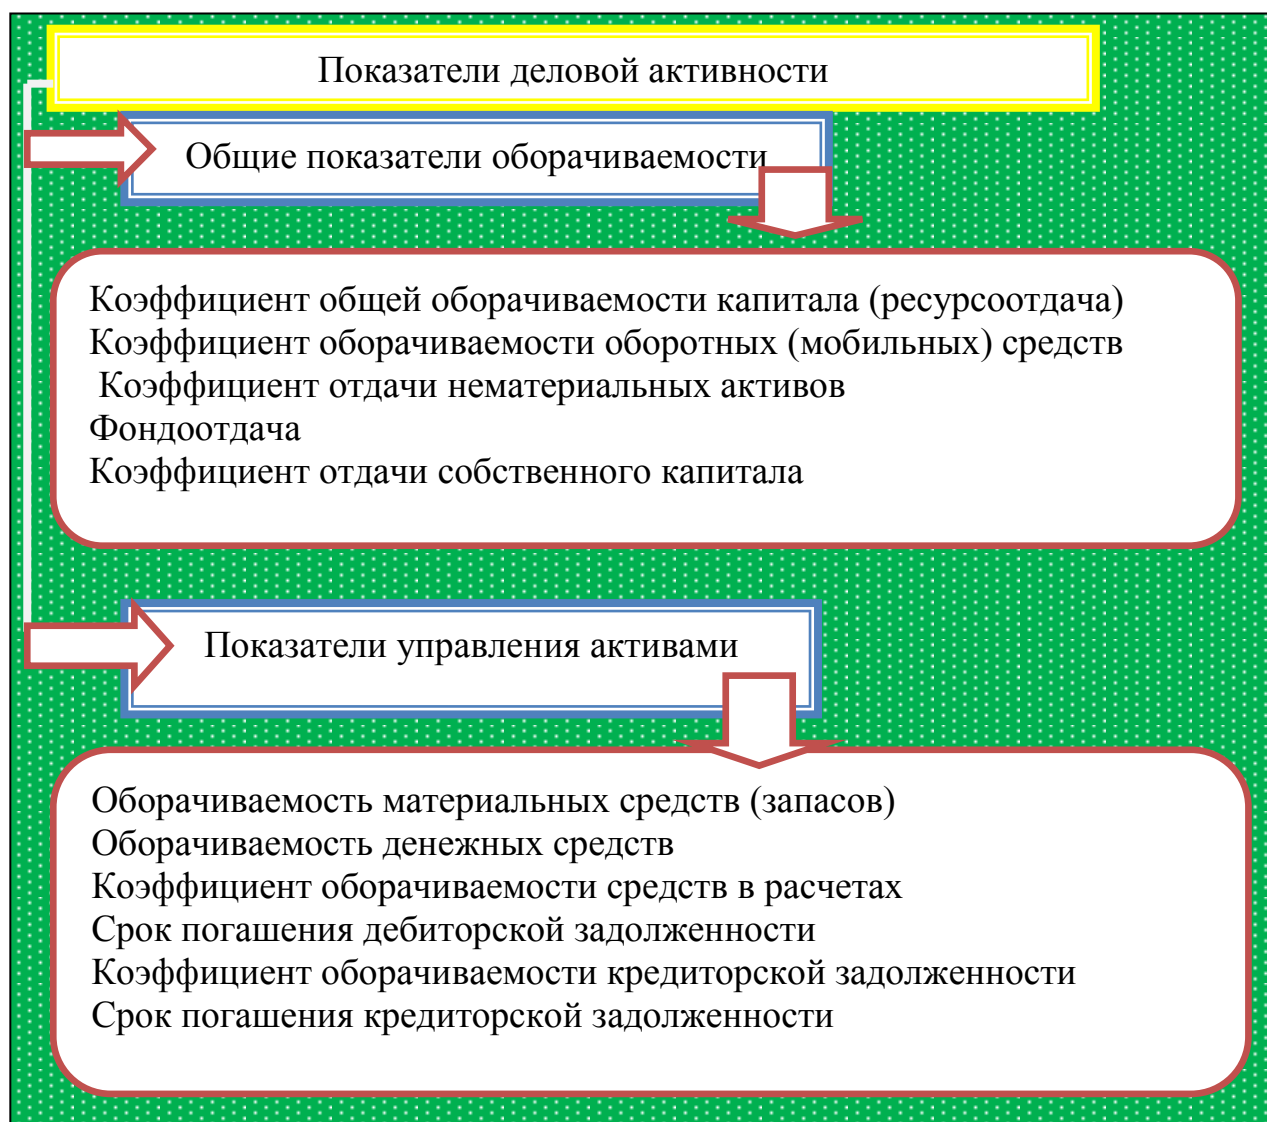 Показатели деловой активности
Общие показатели оборачиваемости
Коэффициент общей оборачиваемости капитала (ресурсоотдача)
Коэффициент оборачиваемости оборотных (мобильных) средств
Коэффициент отдачи нематериальных активов
Фондоотдача
Коэффициент отдачи собственного капитала
Показатели управления активами
Оборачиваемость материальных средств (запасов)
Оборачиваемость денежных средств
Коэффициент оборачиваемости средств в расчетах
Срок погашения дебиторской задолженности
Коэффициент оборачиваемости кредиторской задолженности
Срок погашения кредиторской задолженности